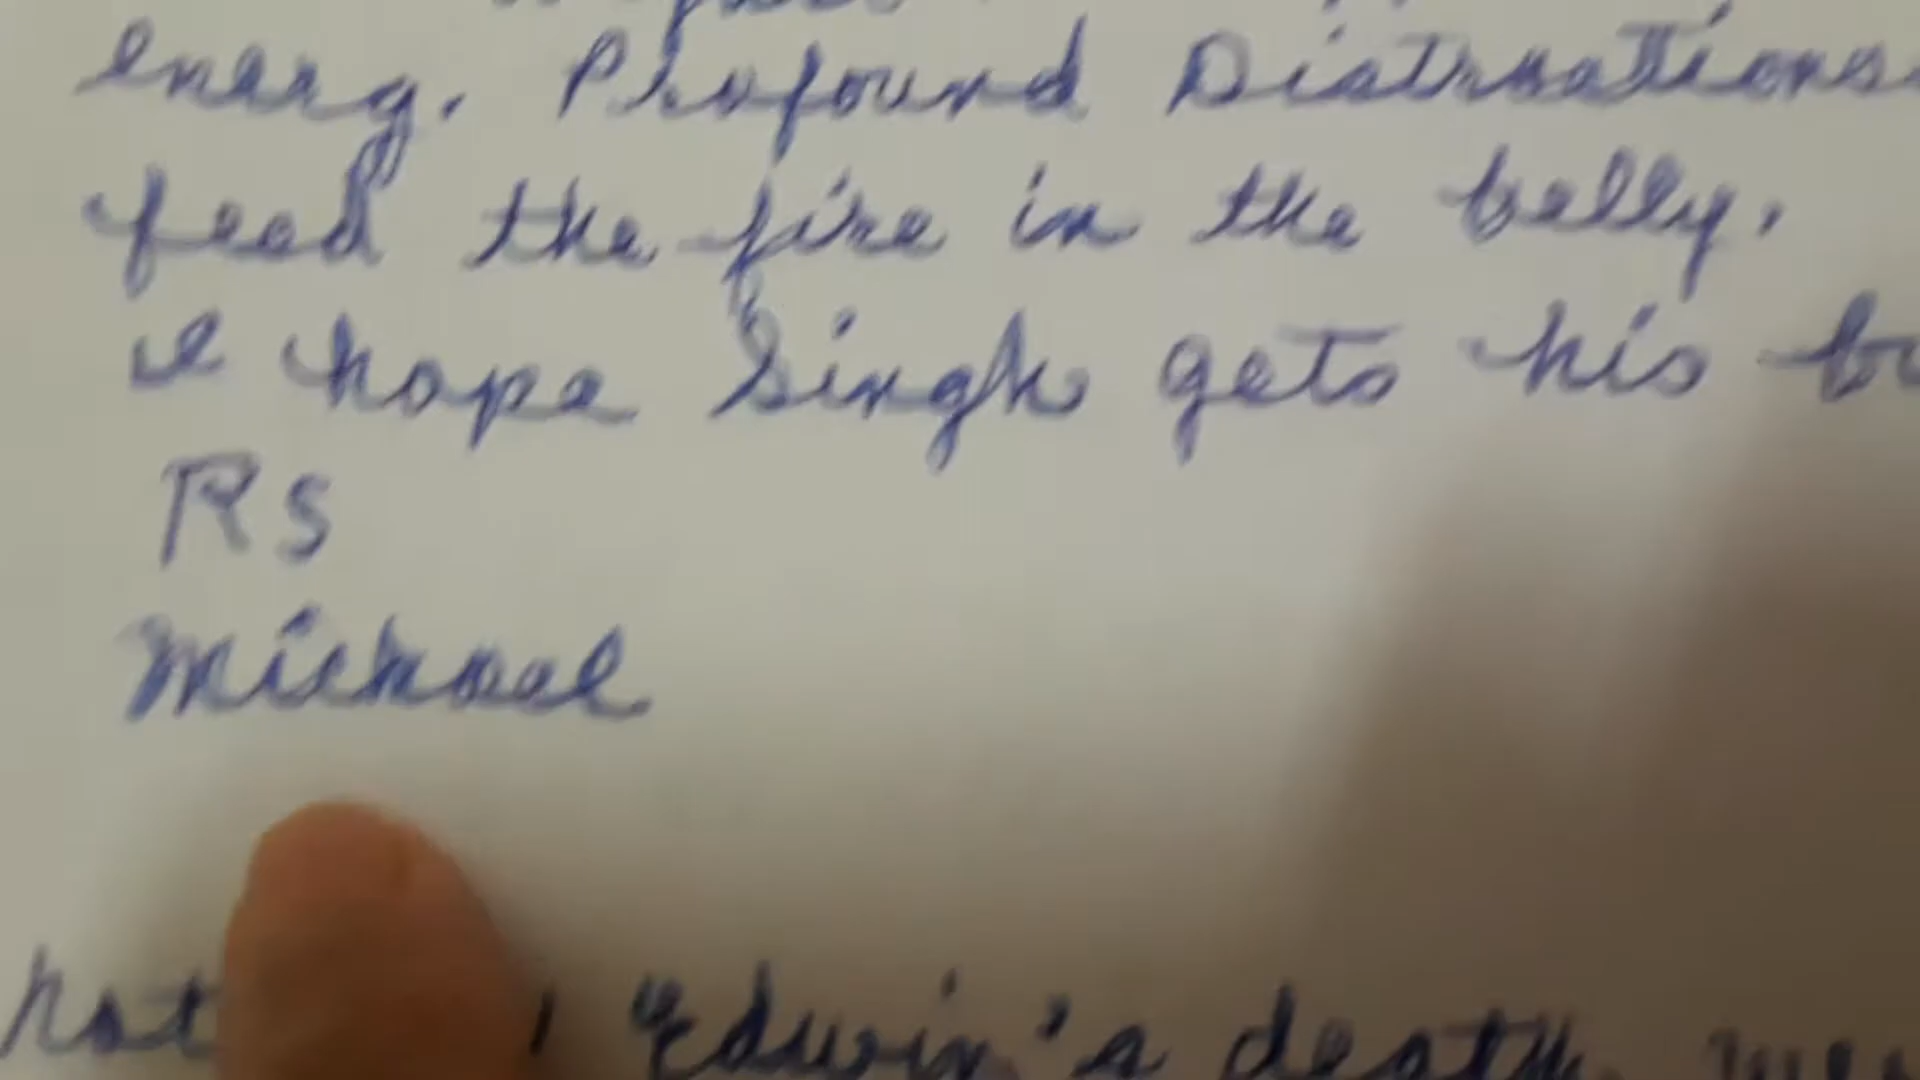 energ. Profound Distractions
feed the fire in the belly.
I hope Singh gets his
RS
Michael
Edwin's death